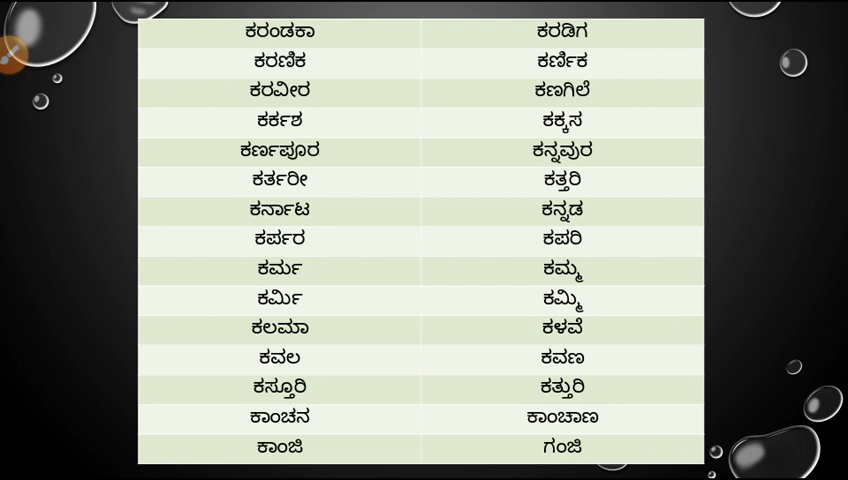 ಕರಂಡಕಾ ಕರಡಿಗ
ಕರಣಿಕ ಕರ್ಣಿಕ
ಕರವೀರ ಕಣಗಿಲೆ
ಕರ್ಕಶ ಕಕ್ಕಸ
ಕರ್ಣಪೂರ ಕನ್ನವುರ
ಕರ್ತರೀ ಕತ್ತರಿ
ಕರ್ನಾಟ ಕನ್ನಡ
ಕರ್ಪರ ಕಪರಿ
ಕರ್ಮ ಕಮ್ಮ
ಕರ್ಮಿ ಕಮ್ಮಿ
ಕಲಮಾ ಕಳವೆ
ಕವಲ ಕವಣ
ಕಸ್ತೂರಿ ಕತ್ತುರಿ
ಕಾಂಚನ ಕಾಂಚಾಣ
ಕಾಂಜಿ ಗಂಜಿ